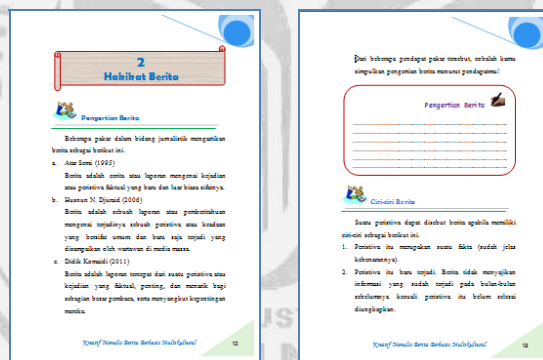 2
Hakikat Berita
Pengertian Berita
Beberapa pakar dalam bidang jurnalistik mengartikan
berita sebagai berikut ini.
a. Atar Semi (1995)
Berita adalah cerita atau laporan mengenai kejadian
atau peristiwa faktual yang baru dan luar biasa sifatnya.
b. Husnun N. Djuraid (2006)
Berita adalah sebuah laporan atau pemberitahuan
mengenai terjadinya sebuah peristiwa atau keadaan
yang bersifat umum dan baru saja terjadi yang
disampaikan oleh wartawan di media massa.
c. Didik Komaidi (2011)
Berita adalah laporan tercepat dari suatu peristiwa atau
kejadian yang faktual, penting, dan menarik bagi
sebagian besar pembaca, serta menyangkut kepentingan
mereka.
Kreatif Menulis Berita Berbasis Multikultural 12
Dari beberapa pendapat pakar tersebut, cobalah kamu
simpulkan pengertian berita menurut pendapatmu!
Pengertian Berita
Ciri-ciri Berita
Suatu peristiwa dapat disebut berita apabila memiliki
ciri-ciri sebagai berikut ini.
1. Peristiwa itu merupakan suatu fakta (sudah jelas
kebenarannya).
2. Peristiwa itu baru terjadi. Berita tidak menyajikan
informasi yang sudah terjadi pada bulan-bulan
sebelumnya kecuali peristiwa itu belum selesai
diungkapkan.
Kreatif Menulis Berita Berbasis Multikultural 13